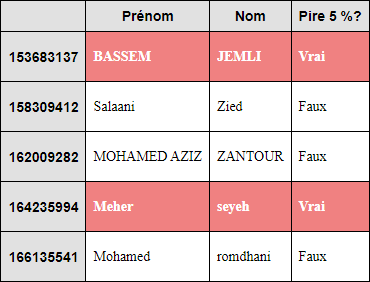 Prénom Nom Pire 5 %?
153683137 BASSEM JEMLI Vrai
158309412 Salaani Zied Faux
162009282 MOHAMED AZIZ ZANTOUR Faux
164235994 Meher seyeh Vrai
166135541 Mohamed romdhani Faux